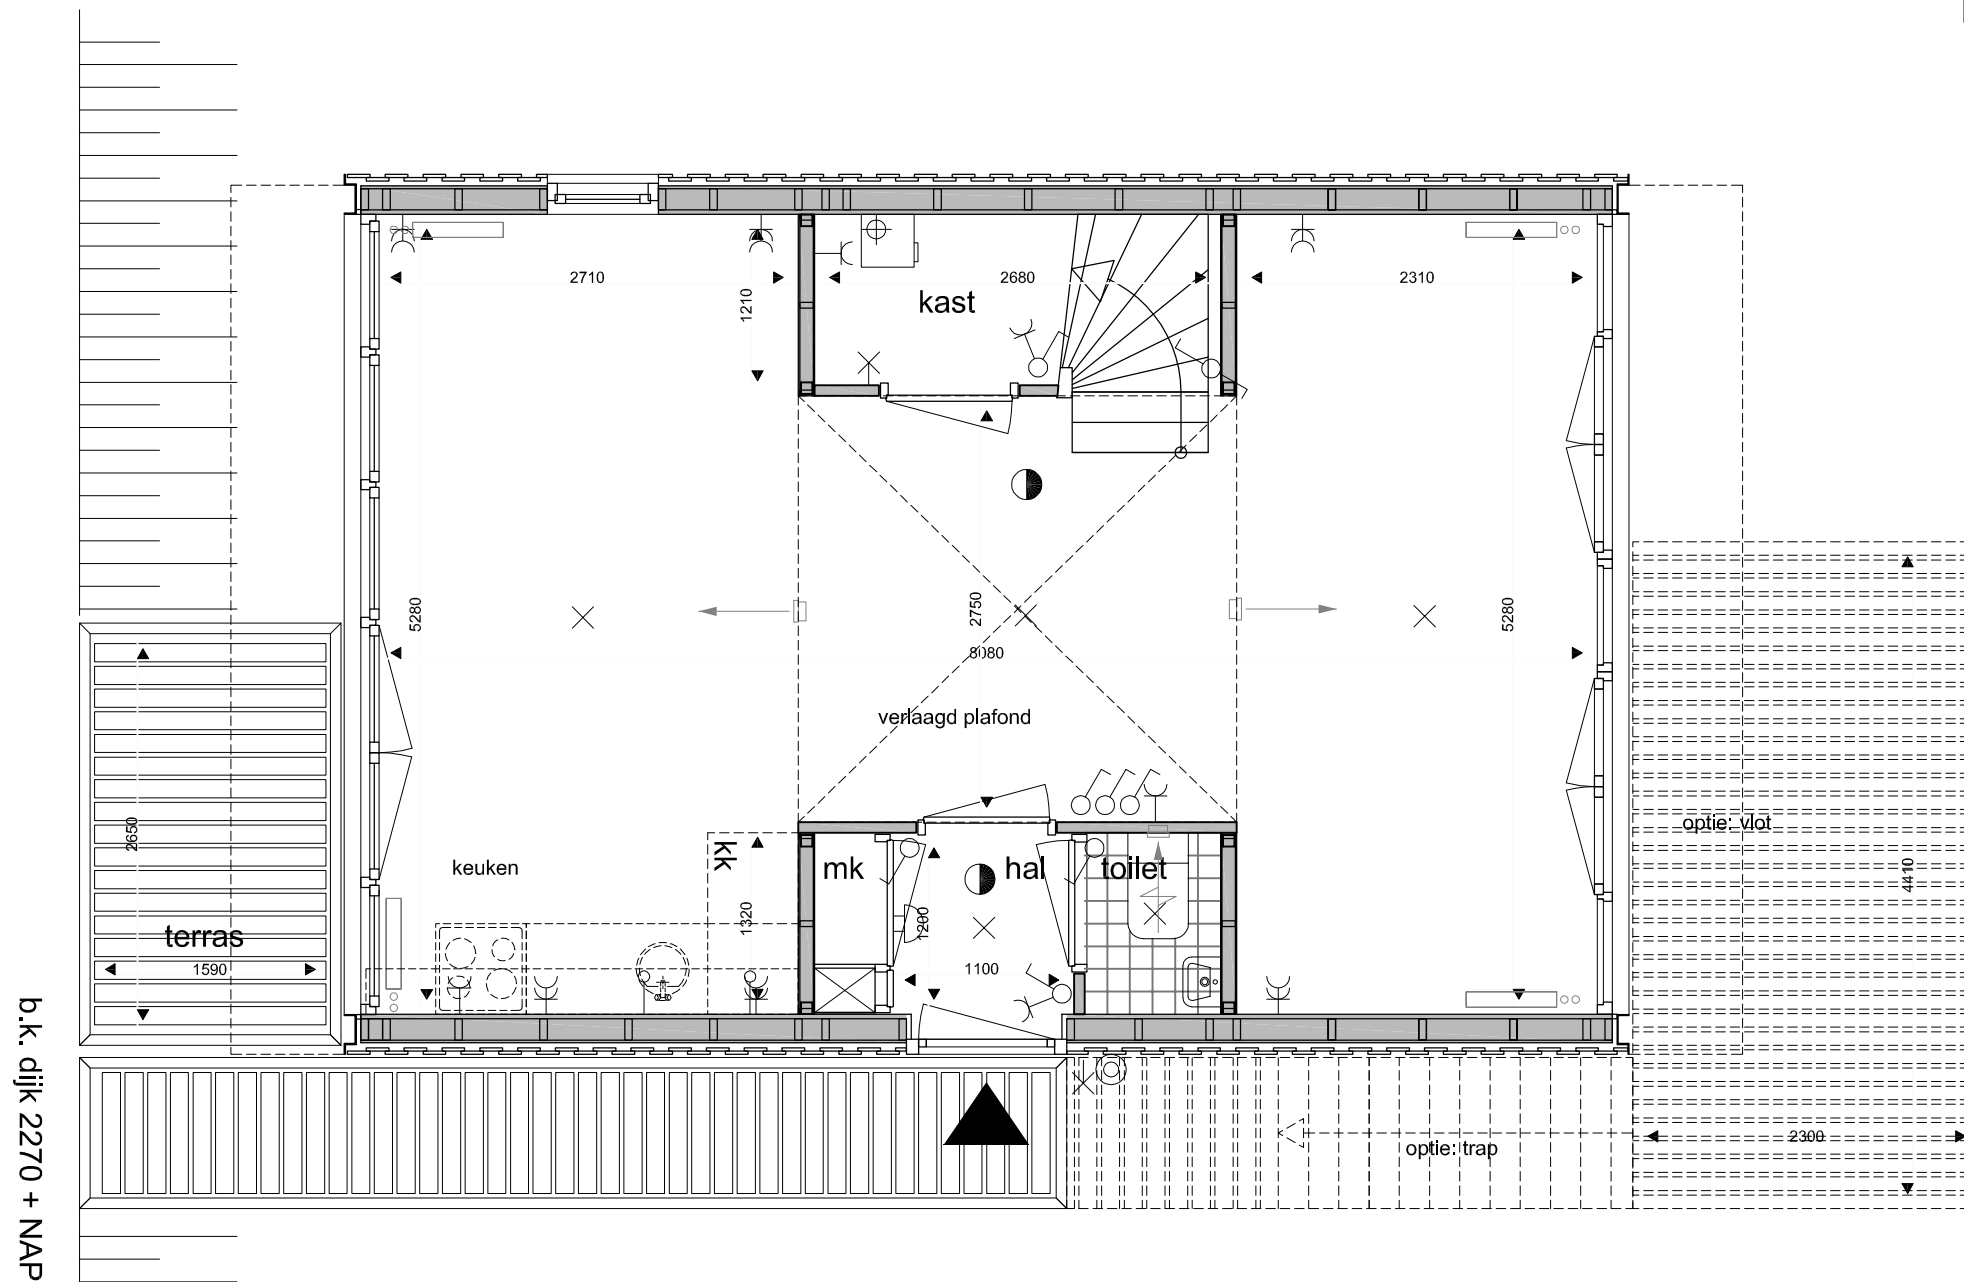 2710
1210
2680
kast
2310
5280
2750
8080
5280
verlaagd plafond
2650
keuken
kk
mk
hal
toilet
optie: vlot
4410
1320
1200
terras
1590
1100
optie: trap
2300
b.k. dijk 2270 + NAP